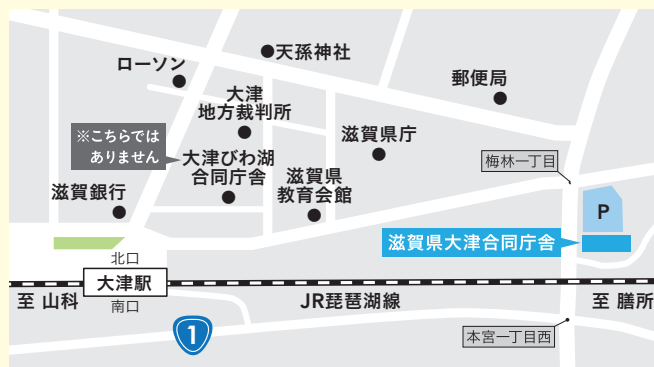 天孫神社
ローソン
郵便局
大津
地方裁判所
※こちらでは
ありません
滋賀県庁
大津びわ湖
合同庁舎
梅林一丁目
滋賀県
教育会館
滋賀銀行
P
滋賀県大津合同庁舎
北口
大津駅
南口
至 山科
JR琵琶湖線
至 膳所
1
本宮一丁目西